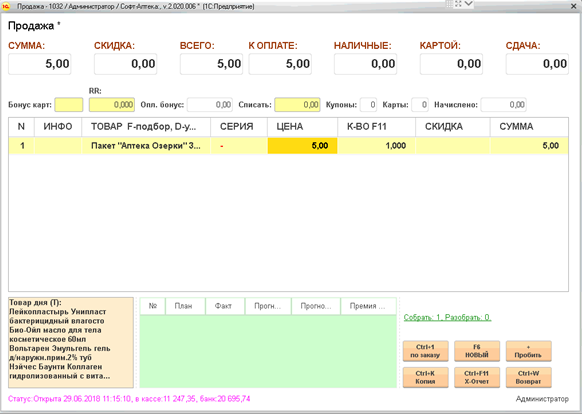 Продажа - 1032 / Администратор / Софт-Аптека:, v.2.020.006 * (1С:Предприятие)
Продажа *
СУММА: СКИДКА: ВСЕГО: К ОПЛАТЕ: НАЛИЧНЫЕ: КАРТОЙ: СДАЧА:
5,00 0,00 5,00 5,00 0,00 0,00 0,00
RR:
Бонус карт: 0,000 Опл. бонус: 0,00 Списать: 0,00 Купоны: 0 Карты: 0 Начислено: 0,00
N ИНФО ТОВАР F-подбор, D-у... СЕРИЯ ЦЕНА К-ВО F11 СКИДКА СУММА
1 Пакет "Аптека Озерки" З... - 5,00 1,000 5,00
Товар дня (Т):
Лейкопластырь Унипласт
бактерицидный влагосто
Био-Ойл масло для тела
косметическое 60мл
Вольтарен Эмульгель гель
д/наружн.прим.2% туб
Нэйчес Баунти Коллаген
гидролизованный с вита...
№ План Факт Прогн... Прогно... Премия ...
Собрать: 1, Разобрать: 0.
Ctrl+1 F6 +
по заказу НОВЫЙ Пробить
Ctrl+K Ctrl+F11 Ctrl+W
Копия X-Отчет Возврат
Статус:Открыта 29.06.2018 11:15:10, в кассе:11 247,35, банк:20 695,74
Администратор